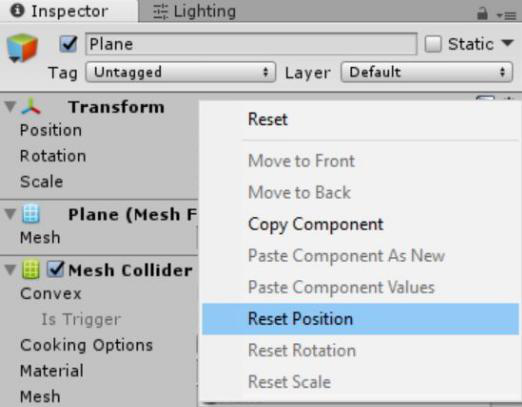 Inspector
Lighting
Plane
Static
Tag
Untagged
Layer
Default
Transform
Position
Rotation
Scale
Plane (Mesh F
Mesh
Mesh Collider
Convex
Is Trigger
Cooking Options
Material
Mesh
Reset
Move to Front
Move to Back
Copy Component
Paste Component As New
Paste Component Values
Reset Position
Reset Rotation
Reset Scale